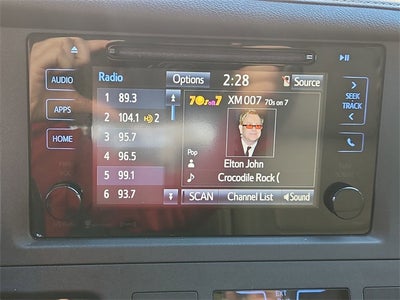 AUDIO
APPS
HOME
Radio
Options
2:28
Source
1 89.3
2 104.1 2
3 95.7
4 96.5
5 99.1
6 93.7
70s on 7
XM 007 70s on 7
Pop
Elton John
Crocodile Rock (
SCAN
Channel List
Sound
SEEK
TRACK